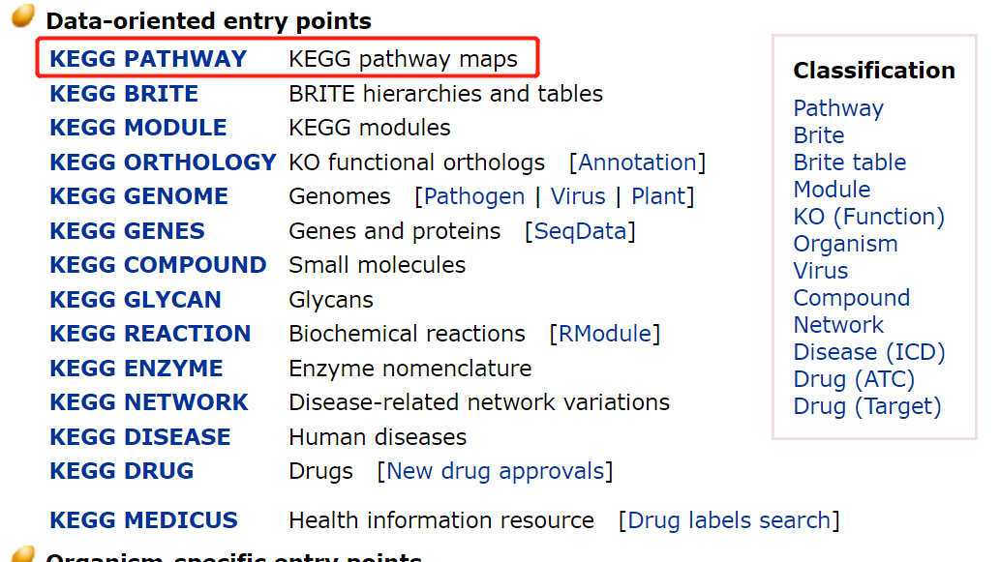 Data-oriented entry points
KEGG PATHWAY KEGG pathway maps
KEGG BRITE BRITE hierarchies and tables
KEGG MODULE KEGG modules
KEGG ORTHOLOGY KO functional orthologs [Annotation]
KEGG GENOME Genomes [Pathogen | Virus | Plant]
KEGG GENES Genes and proteins [SeqData]
KEGG COMPOUND Small molecules
KEGG GLYCAN Glycans
KEGG REACTION Biochemical reactions [RModule]
KEGG ENZYME Enzyme nomenclature
KEGG NETWORK Disease-related network variations
KEGG DISEASE Human diseases
KEGG DRUG Drugs [New drug approvals]
KEGG MEDICUS Health information resource [Drug labels search]
Organism-specific entry points
Classification
Pathway
Brite
Brite table
Module
KO (Function)
Organism
Virus
Compound
Network
Disease (ICD)
Drug (ATC)
Drug (Target)